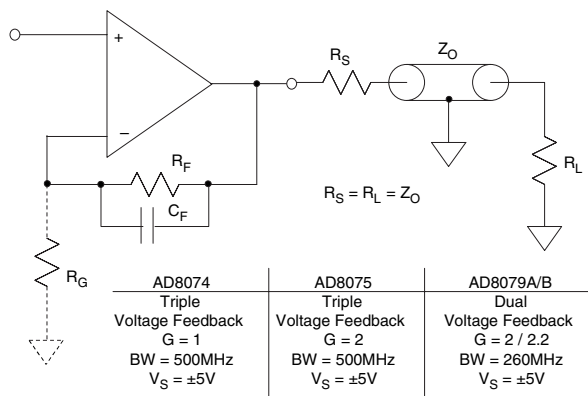 +
−
R_S
Z_O
R_F
C_F
R_S = R_L = Z_O
R_L
R_G
AD8074 AD8075 AD8079A/B
Triple Triple Dual
Voltage Feedback Voltage Feedback Voltage Feedback
G = 1 G = 2 G = 2 / 2.2
BW = 500MHz BW = 500MHz BW = 260MHz
V_S = ±5V V_S = ±5V V_S = ±5V